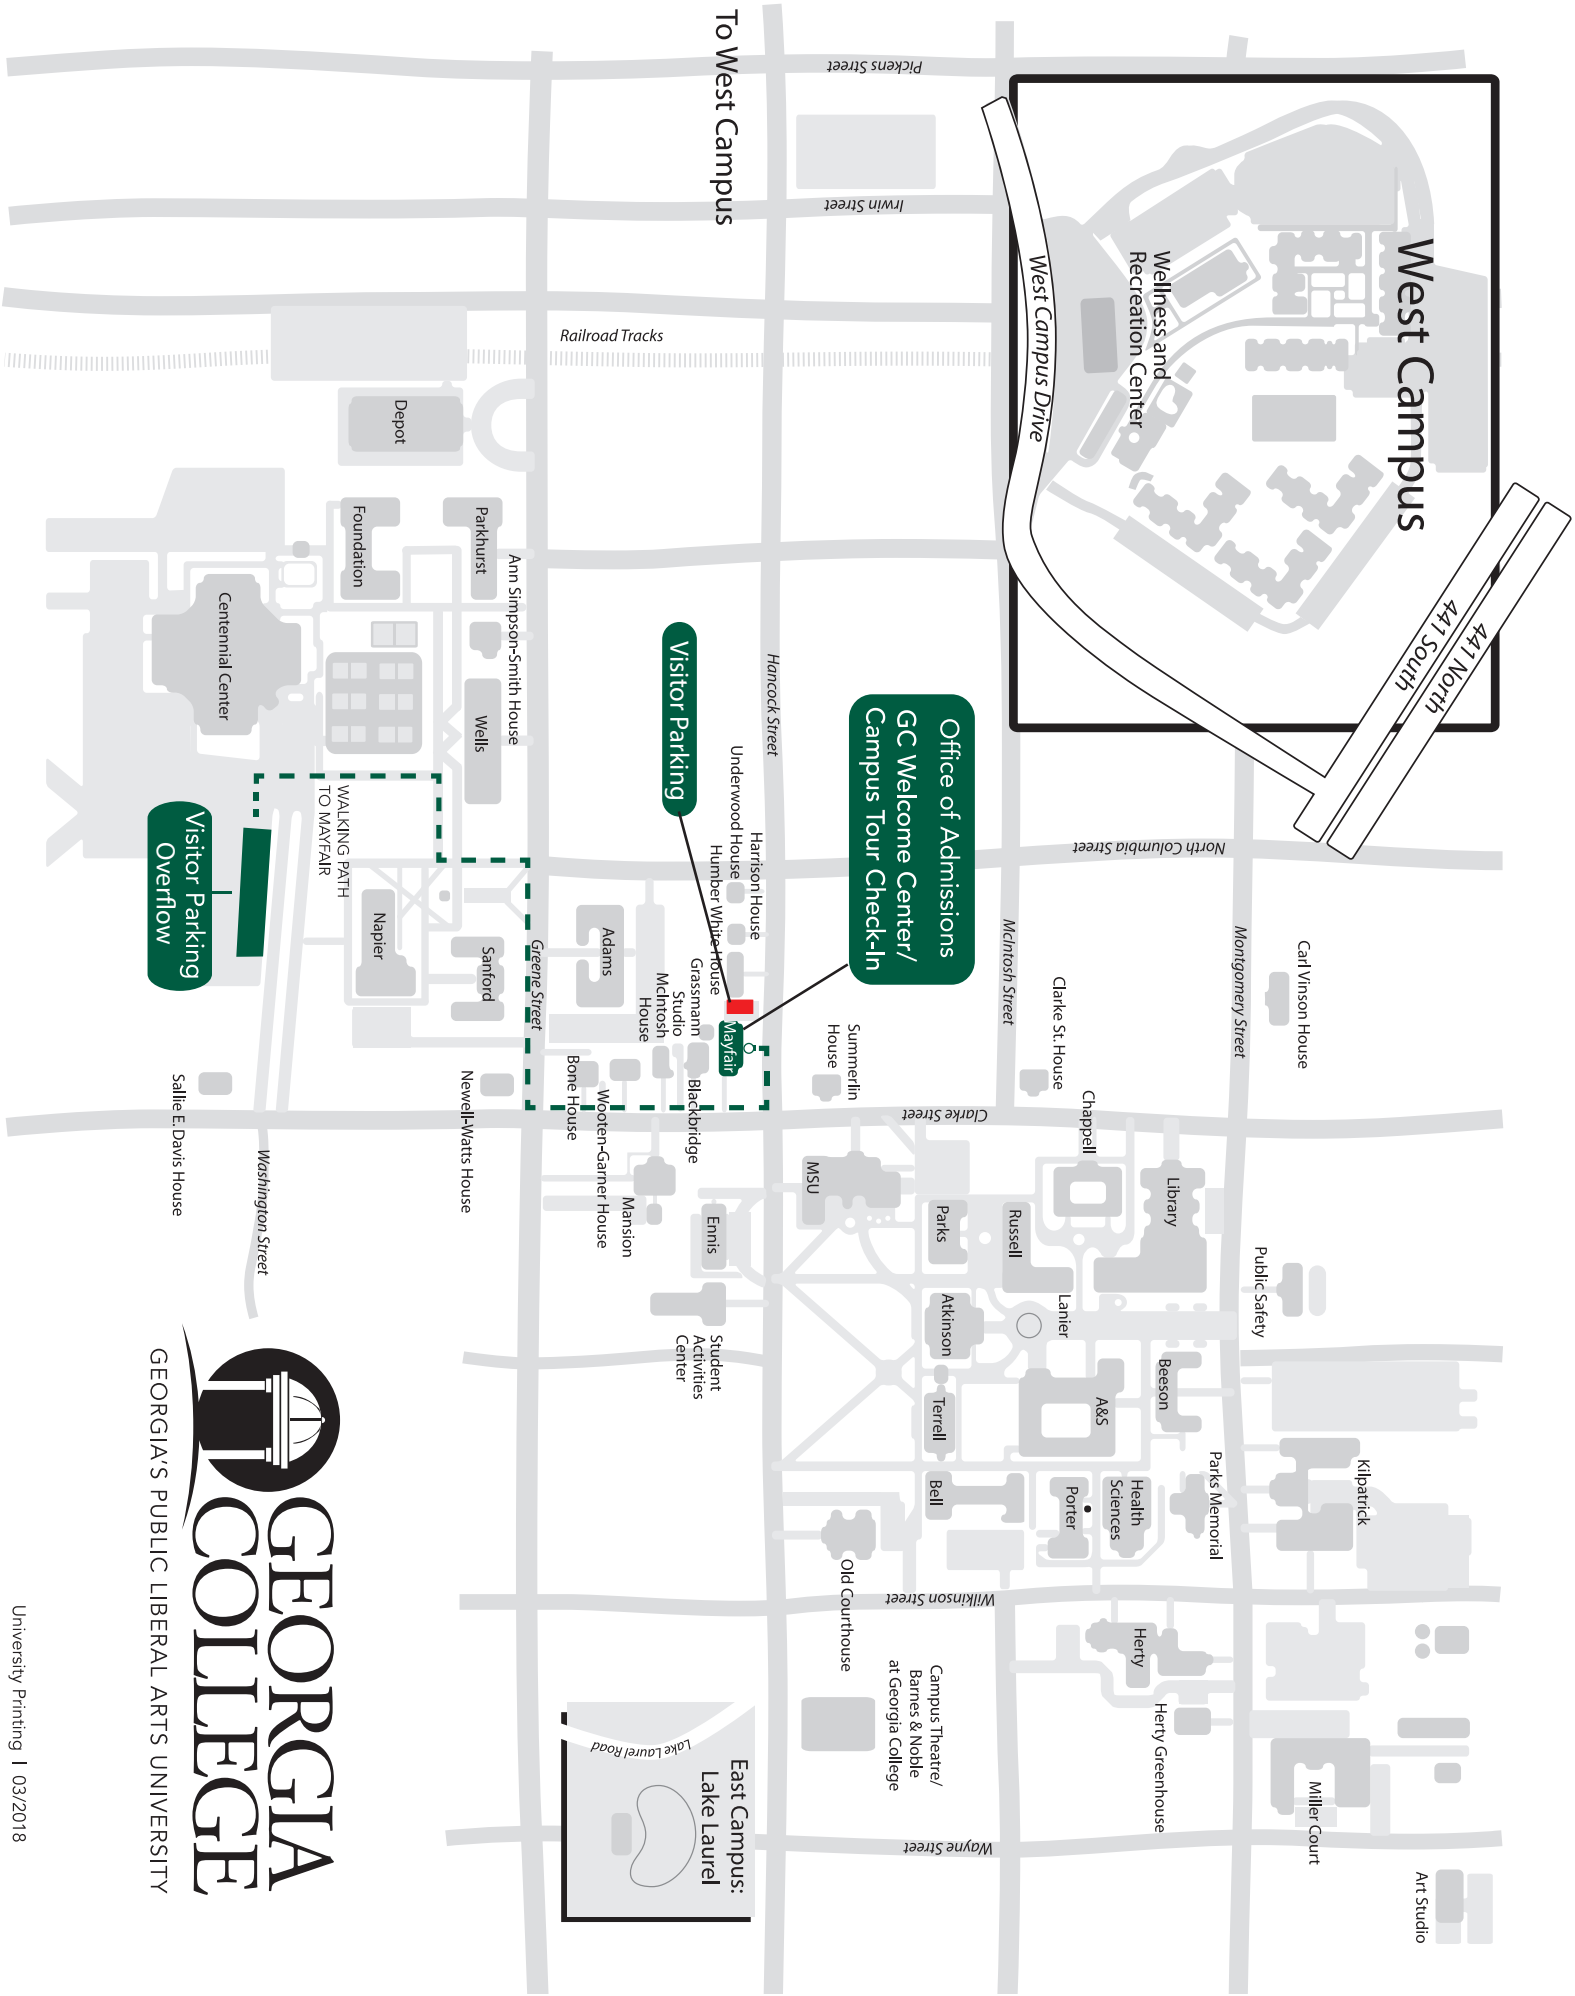 West Campus
441 North
441 South
Wellness and
Recreation Center
West Campus Drive
To West Campus
Pickens Street
Irwin Street
Railroad Tracks
Hancock Street
McIntosh Street
Montgomery Street
North Columbia Street
Greene Street
Clarke Street
Washington Street
Wilkinson Street
Wayne Street
Office of Admissions
GC Welcome Center/
Campus Tour Check-In
Visitor Parking
Visitor Parking
Overflow
WALKING PATH
TO MAYFAIR
Depot
Foundation
Parkhurst
Ann Simpson-Smith House
Centennial Center
Wells
Napier
Sanford
Adams
Underwood House
Harrison House
Humber White House
Grassmann
Studio
McIntosh
House
Mayfair
Blackbridge
Bone House
Wooten-Garner House
Newell-Watts House
Sallie E. Davis House
Mansion
Ennis
Student
Activities
Center
Summerlin
House
Clarke St. House
Carl Vinson House
Chappell
Library
MSU
Parks
Russell
Lanier
Atkinson
Public Safety
Beeson
A&S
Terrell
Bell
Porter
Health
Sciences
Parks Memorial
Kilpatrick
Old Courthouse
Herty
Herty Greenhouse
Miller Court
Art Studio
Campus Theatre/
Barnes & Noble
at Georgia College
East Campus:
Lake Laurel
Lake Laurel Road
GEORGIA
COLLEGE
GEORGIA'S PUBLIC LIBERAL ARTS UNIVERSITY
University Printing | 03/2018